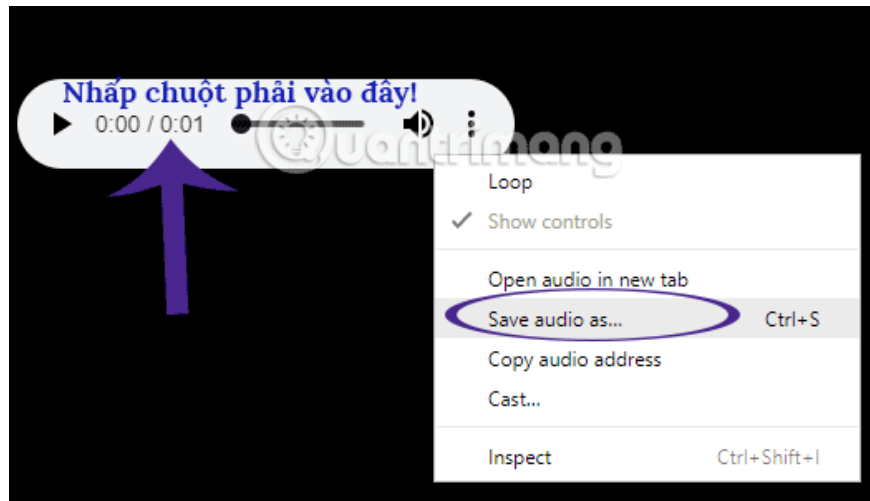 Nhấp chuột phải vào đây!
0:00 / 0:01
Quantrimang
Loop
Show controls
Open audio in new tab
Save audio as... Ctrl+S
Copy audio address
Cast...
Inspect Ctrl+Shift+I